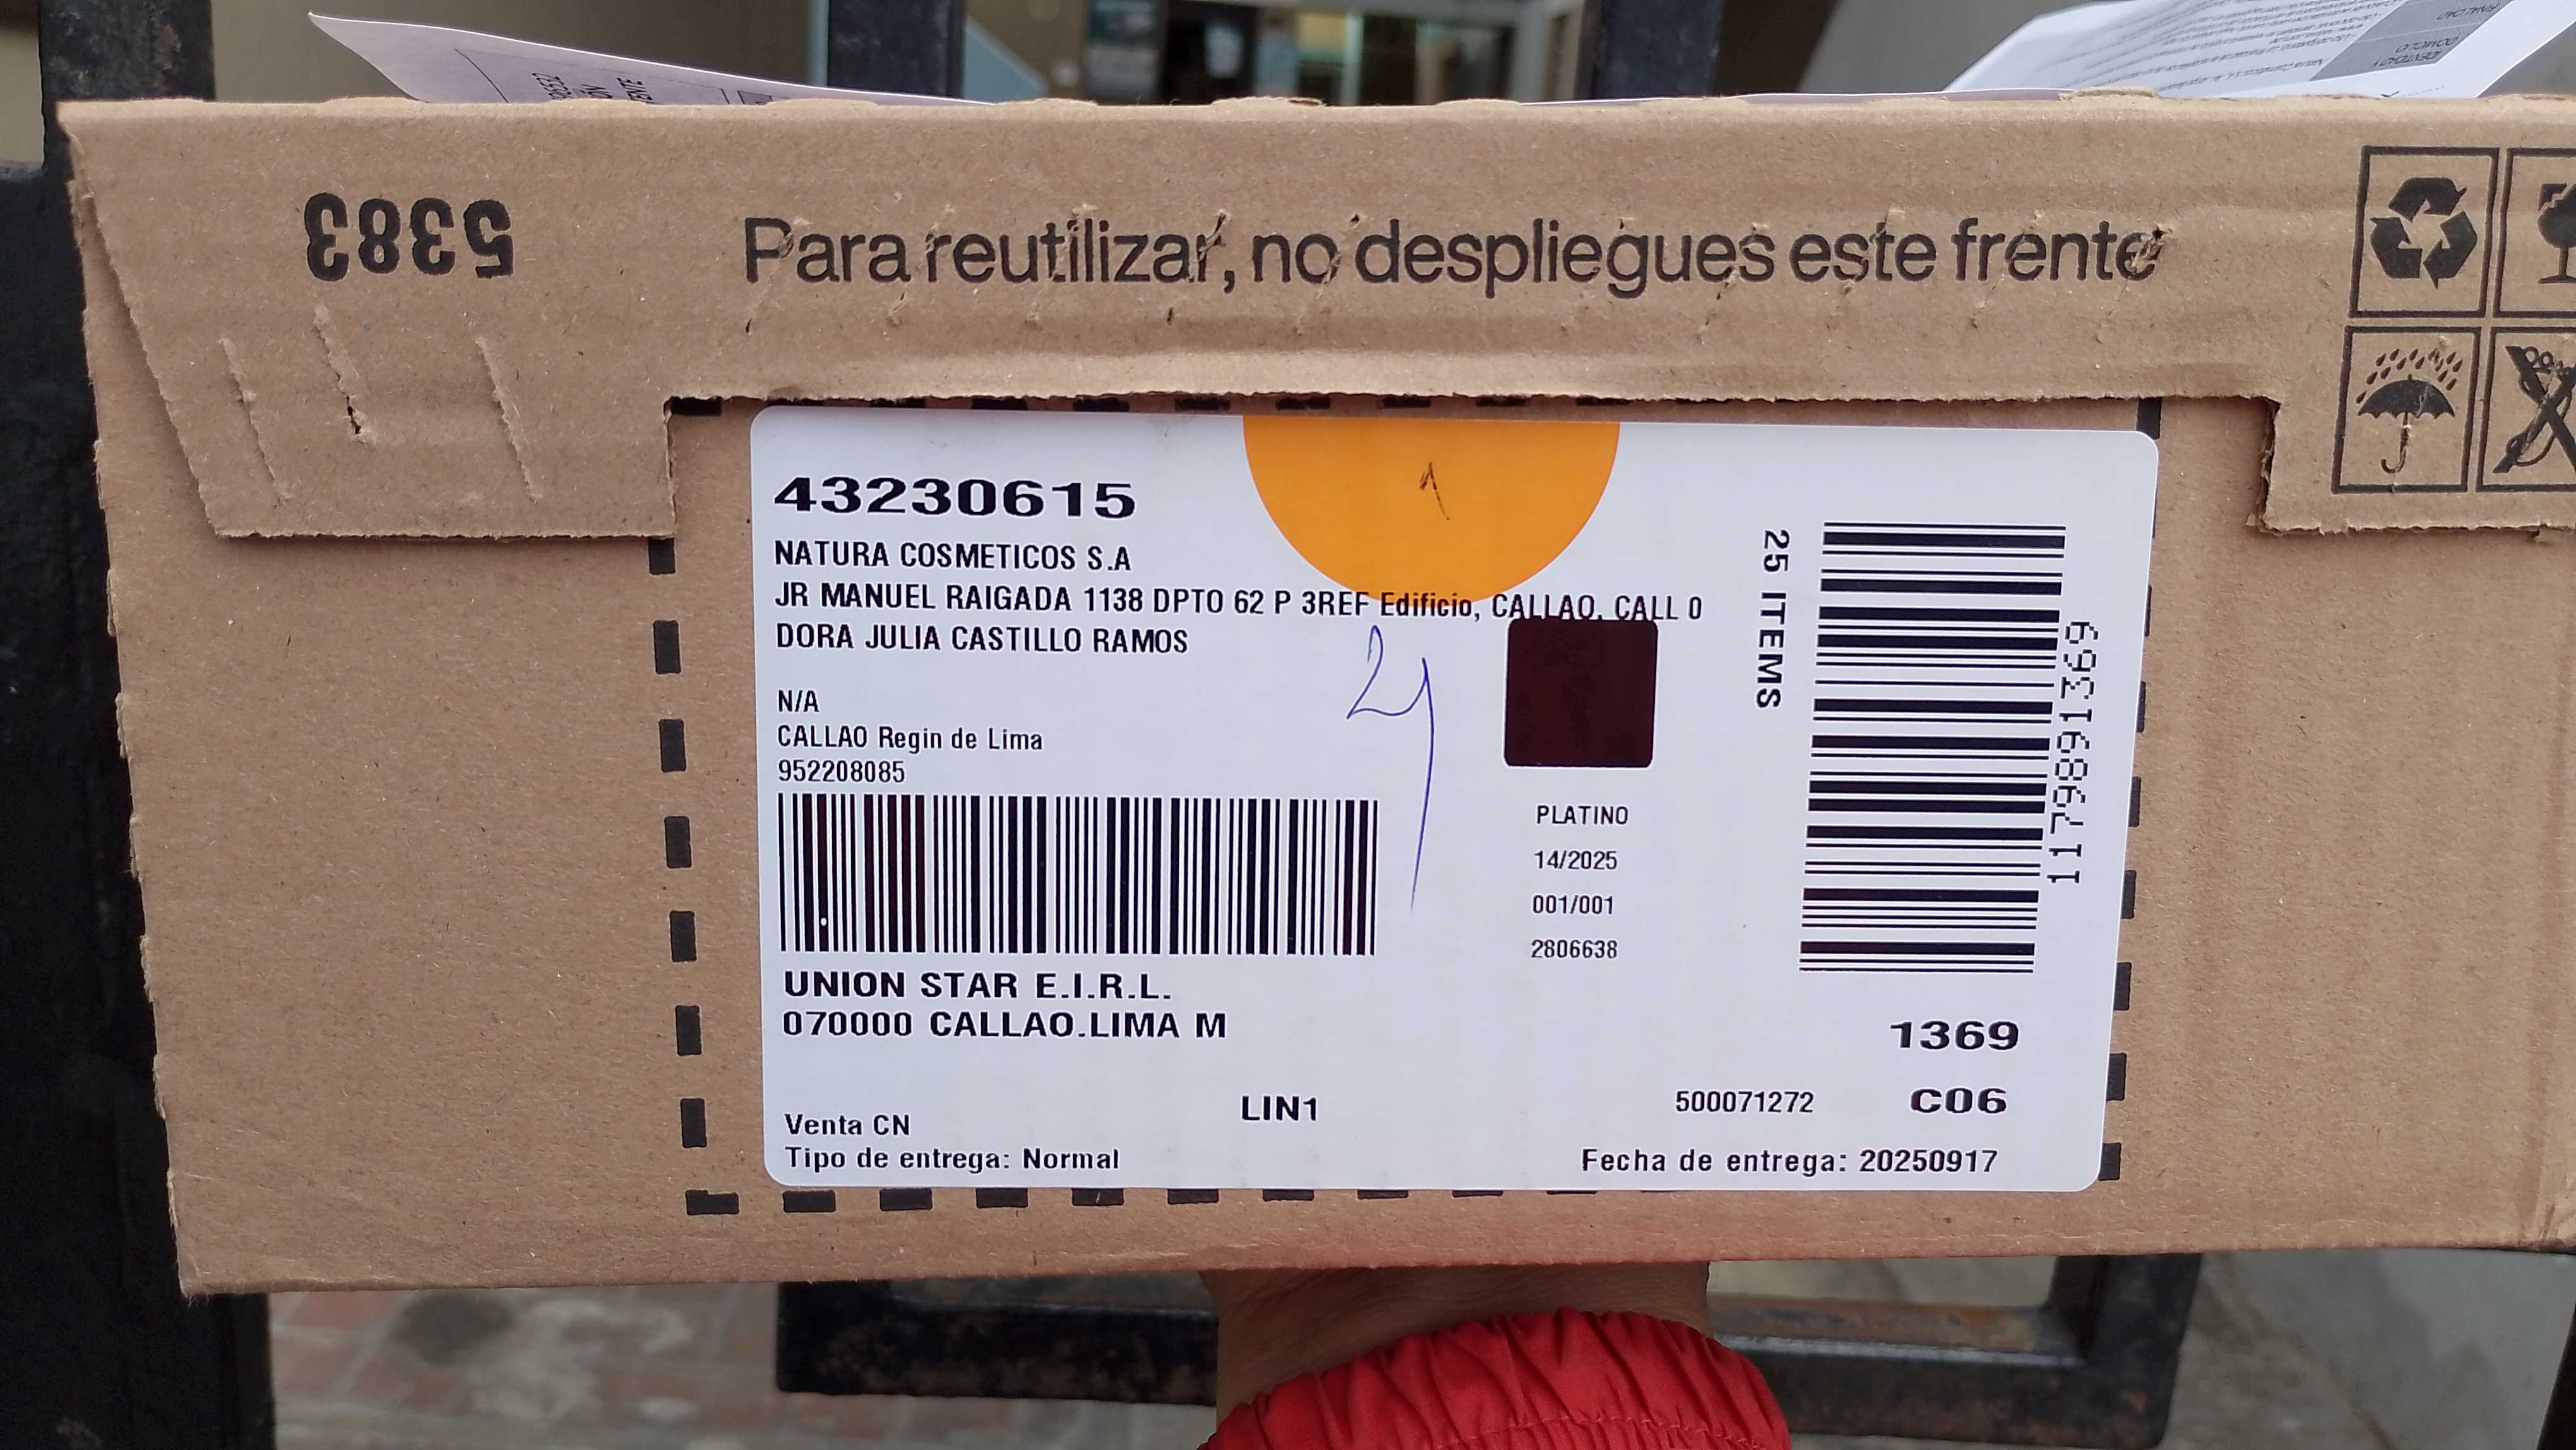 5383
Para reutilizar, no despliegues este frente
43230615
NATURA COSMETICOS S.A
JR MANUEL RAIGADA 1138 DPTO 62 P 3REF Edificio, CALLAO, CALL 0
DORA JULIA CASTILLO RAMOS
N/A
CALLAO Regin de Lima
952208085
1
25 ITEMS
1179891369
PLATINO
14/2025
001/001
2806638
UNION STAR E.I.R.L.
070000 CALLAO.LIMA M
1369
LIN1
500071272
C06
Venta CN
Tipo de entrega: Normal
Fecha de entrega: 20250917